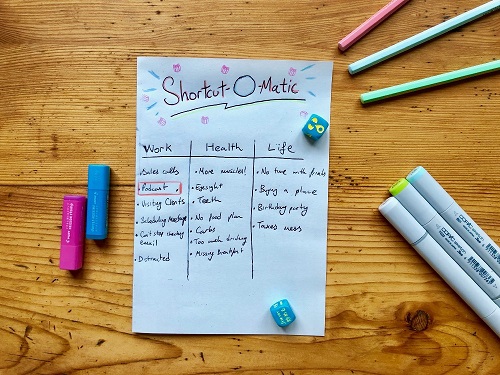 Shortcut-O-Matic
Work
Health
Life
Sales calls
Podcast
Visiting Clients
Scheduling Meetings
Can't stop checking
email
Distracted
More muscles!
Eyesight
Teeth
No food plan
Carbs
Too much drinking
Missing breakfast
No time with friends
Buying a
Birthday party
Taxes mess